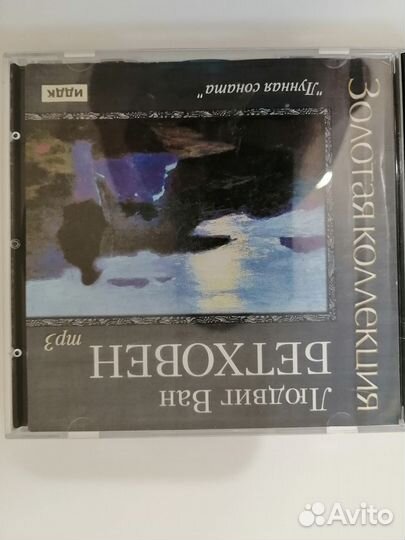 Людвиг Ван
БЕТХОВЕН
mp3
ЗОЛОТАЯ КОЛЛЕКЦИЯ
"Лунная соната"
ИДДК
Avito